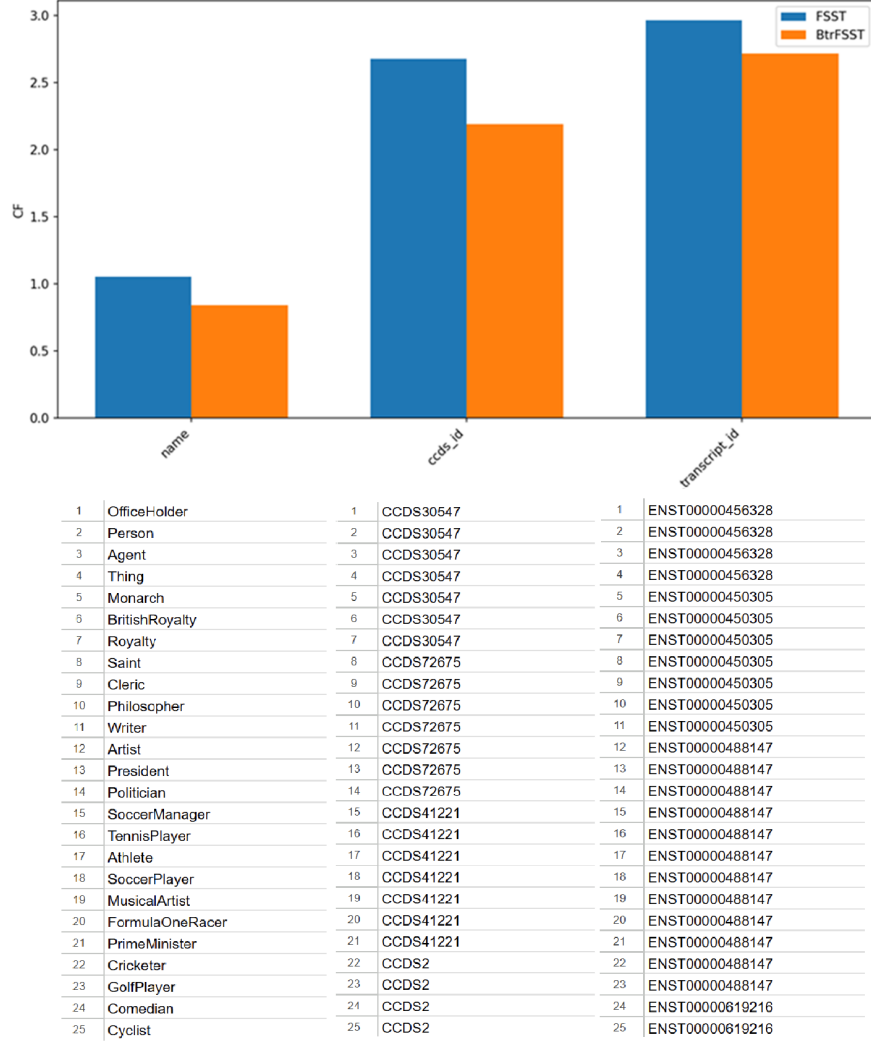 3.0
FSST
BtrFSST
2.5
2.0
CF
1.5
1.0
0.5
0.0
name
ccds_id
transcript_id
1 OfficeHolder
2 Person
3 Agent
4 Thing
5 Monarch
6 BritishRoyalty
7 Royalty
8 Saint
9 Cleric
10 Philosopher
11 Writer
12 Artist
13 President
14 Politician
15 SoccerManager
16 TennisPlayer
17 Athlete
18 SoccerPlayer
19 MusicalArtist
20 FormulaOneRacer
21 PrimeMinister
22 Cricketer
23 GolfPlayer
24 Comedian
25 Cyclist
1 CCDS30547
2 CCDS30547
3 CCDS30547
4 CCDS30547
5 CCDS30547
6 CCDS30547
7 CCDS30547
8 CCDS72675
9 CCDS72675
10 CCDS72675
11 CCDS72675
12 CCDS72675
13 CCDS72675
14 CCDS72675
15 CCDS41221
16 CCDS41221
17 CCDS41221
18 CCDS41221
19 CCDS41221
20 CCDS41221
21 CCDS41221
22 CCDS2
23 CCDS2
24 CCDS2
25 CCDS2
1 ENST00000456328
2 ENST00000456328
3 ENST00000456328
4 ENST00000456328
5 ENST00000450305
6 ENST00000450305
7 ENST00000450305
8 ENST00000450305
9 ENST00000450305
10 ENST00000450305
11 ENST00000450305
12 ENST00000488147
13 ENST00000488147
14 ENST00000488147
15 ENST00000488147
16 ENST00000488147
17 ENST00000488147
18 ENST00000488147
19 ENST00000488147
20 ENST00000488147
21 ENST00000488147
22 ENST00000488147
23 ENST00000488147
24 ENST00000619216
25 ENST00000619216